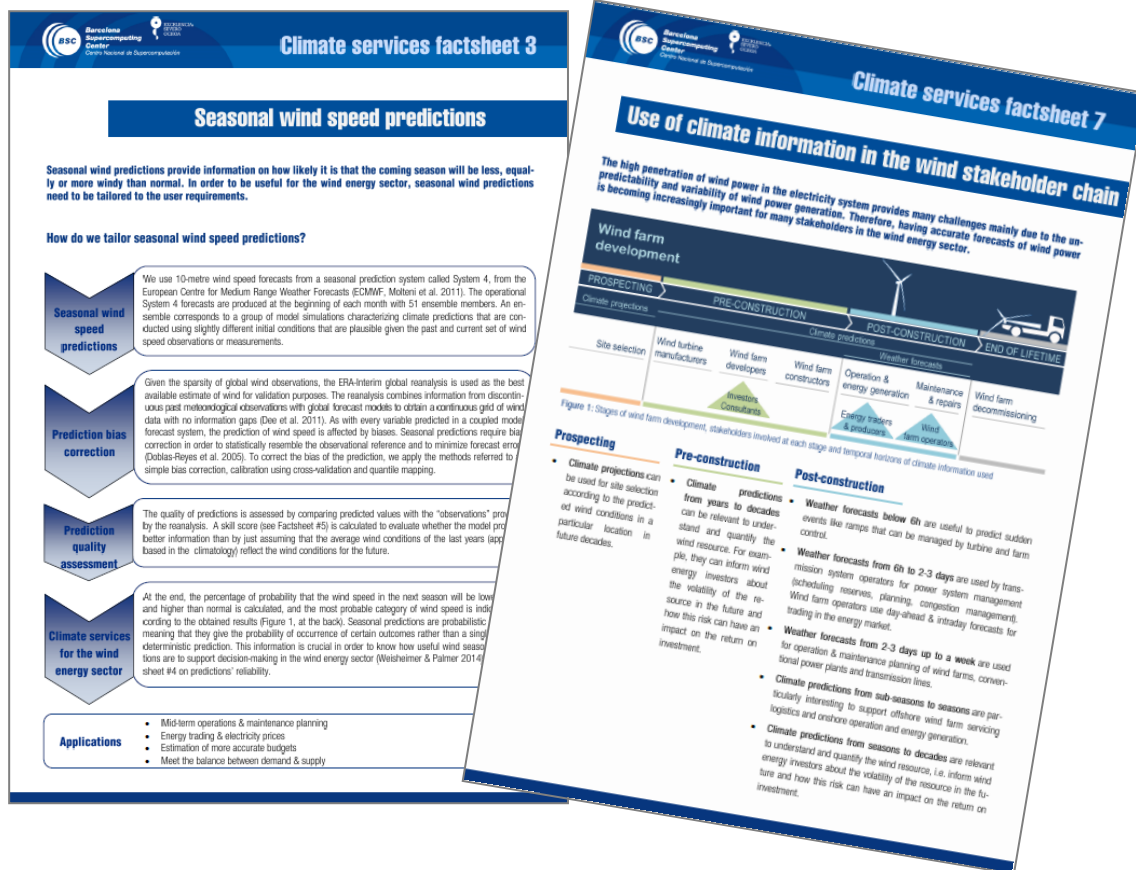 BSC
Barcelona
Supercomputing
Center
Centro Nacional de Supercomputación
EXCELENCIA
SEVERO
OCHOA
Climate services factsheet 3
Seasonal wind speed predictions
Seasonal wind predictions provide information on how likely it is that the coming season will be less, equal-
ly or more windy than normal. In order to be useful for the wind energy sector, seasonal wind predictions
need to be tailored to the user requirements.
How do we tailor seasonal wind speed predictions?
Seasonal wind
speed
predictions
We use 10-metre wind speed forecasts from a seasonal prediction system called System 4, from the
European Centre for Medium Range Weather Forecasts (ECMWF, Molteni et al. 2011). The operational
System 4 forecasts are produced at the beginning of each month with 51 ensemble members. An en-
semble corresponds to a group of model simulations characterizing climate predictions that are con-
ducted using slightly different initial conditions that are plausible given the past and current set of wind
speed observations or measurements.
Prediction bias
correction
Given the sparsity of global wind observations, the ERA-Interim global reanalysis is used as the best
available estimate of wind for validation purposes. The reanalysis combines information from discontin-
uous past meteorological observations with global forecast models to obtain a continuous grid of wind
data with no information gaps (Dee et al. 2011). As with every variable predicted in a coupled mode
forecast system, the prediction of wind speed is affected by biases. Seasonal predictions require bia
correction in order to statistically resemble the observational reference and to minimize forecast error
(Doblas-Reyes et al. 2005). To correct the bias of the prediction, we apply the methods referred to
simple bias correction, calibration using cross-validation and quantile mapping.
Prediction
quality
assessment
The quality of predictions is assessed by comparing predicted values with the “observations” prov
by the reanalysis. A skill score (see Factsheet #5) is calculated to evaluate whether the model pro
better information than by just assuming that the average wind conditions of the last years (app
based in the climatology) reflect the wind conditions for the future.
Climate services
for the wind
energy sector
At the end, the percentage of probability that the wind speed in the next season will be lowe
and higher than normal is calculated, and the most probable category of wind speed is indic
cording to the obtained results (Figure 1, at the back). Seasonal predictions are probabilistic
meaning that they give the probability of occurrence of certain outcomes rather than a singl
deterministic prediction. This information is crucial in order to know how useful wind seaso
tions are to support decision-making in the wind energy sector (Weisheimer & Palmer 2014)
sheet #4 on predictions' reliability.
Applications
• Mid-term operations & maintenance planning
• Energy trading & electricity prices
• Estimation of more accurate budgets
• Meet the balance between demand & supply
BSC
Barcelona
Supercomputing
Center
Centro Nacional de Supercomputación
EXCELENCIA
SEVERO
OCHOA
Climate services factsheet 7
Use of climate information in the wind stakeholder chain
The high penetration of wind power in the electricity system provides many challenges mainly due to the un-
predictability and variability of wind power generation. Therefore, having accurate forecasts of wind power
is becoming increasingly important for many stakeholders in the wind energy sector.
Wind farm
development
PROSPECTING
PRE-CONSTRUCTION
POST-CONSTRUCTION
END OF LIFETIME
Climate projections
Climate predictions
Weather forecasts
Site selection
Wind turbine
manufacturers
Wind farm
developers
Wind farm
constructors
Operation &
energy generation
Maintenance
& repairs
Wind farm
decommissioning
Investors
Consultants
Energy traders
& producers
Wind
farm operators
Figure 1: Stages of wind farm development, stakeholders involved at each stage and temporal horizons of climate information used
Prospecting
• Climate projections can
be used for site selection
according to the predict-
ed wind conditions in a
particular location in
future decades.
Pre-construction
• Climate predictions
from years to decades
can be relevant to under-
stand and quantify the
wind resource. For exam-
ple, they can inform wind
energy investors about
the volatility of the re-
source in the future and
how this risk can have an
impact on the return on
investment.
Post-construction
• Weather forecasts below 6h are useful to predict sudden
events like ramps that can be managed by turbine and farm
control.
• Weather forecasts from 6h to 2-3 days are used by trans-
mission system operators for power system management
(scheduling reserves, planning, congestion management).
Wind farm operators use day-ahead & intraday forecasts for
trading in the energy market.
• Weather forecasts from 2-3 days up to a week are used
for operation & maintenance planning of wind farms, conven-
tional power plants and transmission lines.
• Climate predictions from sub-seasons to seasons are par-
ticularly interesting to support offshore wind farm servicing
logistics and onshore operation and energy generation.
• Climate predictions from seasons to decades are relevant
to understand and quantify the wind resource, i.e. inform wind
energy investors about the volatility of the resource in the fu-
ture and how this risk can have an impact on the return on
investment.